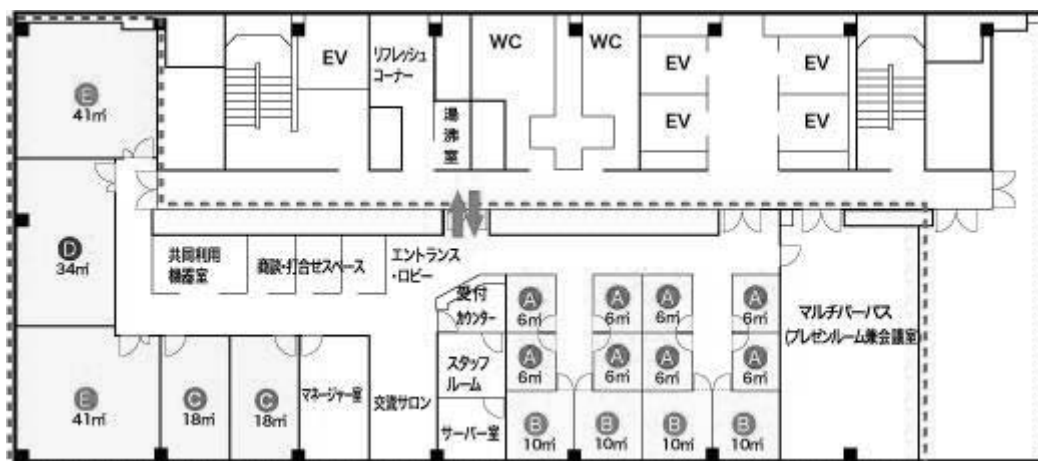 EV
リフレッシュ
コーナー
WC
WC
EV
EV
E
41㎡
湯沸室
EV
EV
D
34㎡
共同利用
機器室
商談・打合せスペース
エントランス
・ロビー
受付
カウンター
A
6㎡
A
6㎡
A
6㎡
A
6㎡
マルチパーパス
(プレゼンルーム兼会議室)
スタッフ
ルーム
A
6㎡
A
6㎡
A
6㎡
A
6㎡
E
41㎡
C
18㎡
C
18㎡
マネージャー室
交流サロン
サーバー室
B
10㎡
B
10㎡
B
10㎡
B
10㎡